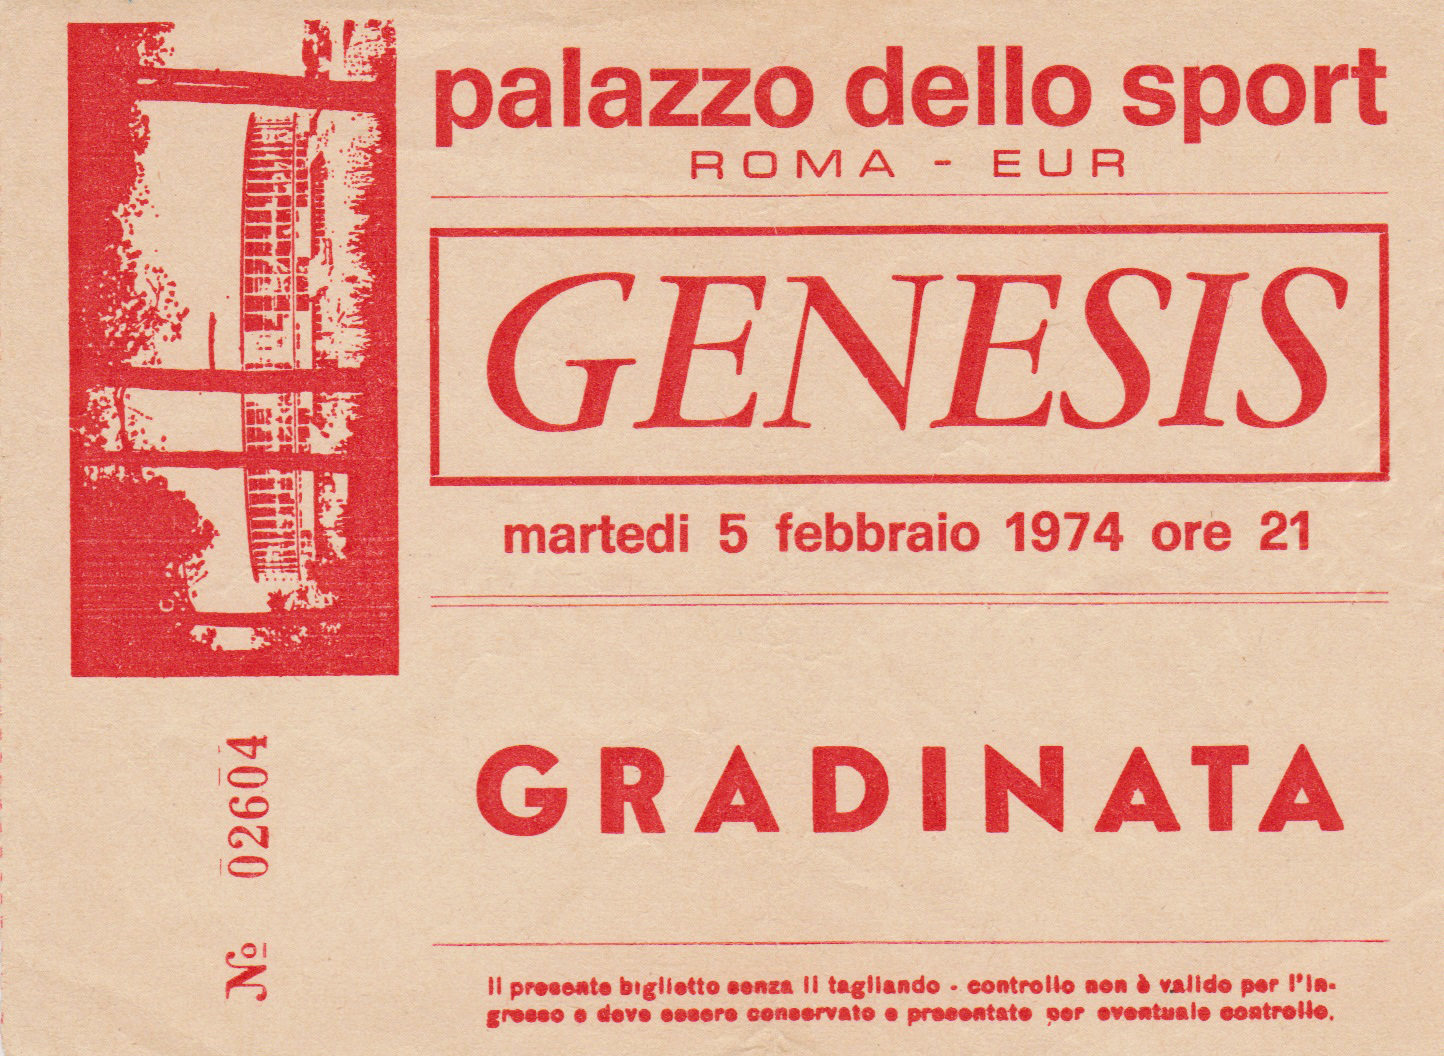 palazzo dello sport
ROMA - EUR
GENESIS
martedi 5 febbraio 1974 ore 21
GRADINATA
Nº 02604
Il presente biglietto senza il tagliando - controllo non è valido per l'in-
gresso e deve essere conservato e presentato per eventuale controllo.